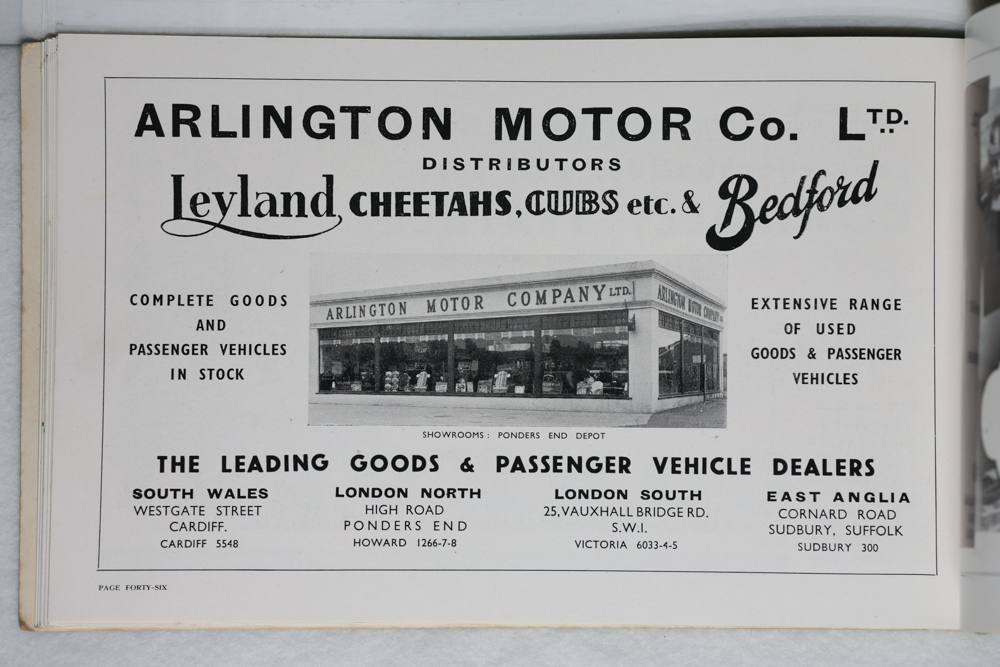 ARLINGTON MOTOR Co. LTD.
DISTRIBUTORS
Leyland CHEETAHS, CUBS etc. & Bedford
COMPLETE GOODS
AND
PASSENGER VEHICLES
IN STOCK
ARLINGTON MOTOR COMPANY LTD.
ARLINGTON MOTOR COMPANY
EXTENSIVE RANGE
OF USED
GOODS & PASSENGER
VEHICLES
SHOWROOMS: PONDERS END DEPOT
THE LEADING GOODS & PASSENGER VEHICLE DEALERS
SOUTH WALES
WESTGATE STREET
CARDIFF.
CARDIFF 5548
LONDON NORTH
HIGH ROAD
PONDERS END
HOWARD 1266-7-8
LONDON SOUTH
25, VAUXHALL BRIDGE RD.
S.W.1.
VICTORIA 6033-4-5
EAST ANGLIA
CORNARD ROAD
SUDBURY, SUFFOLK
SUDBURY 300
PAGE FORTY-SIX